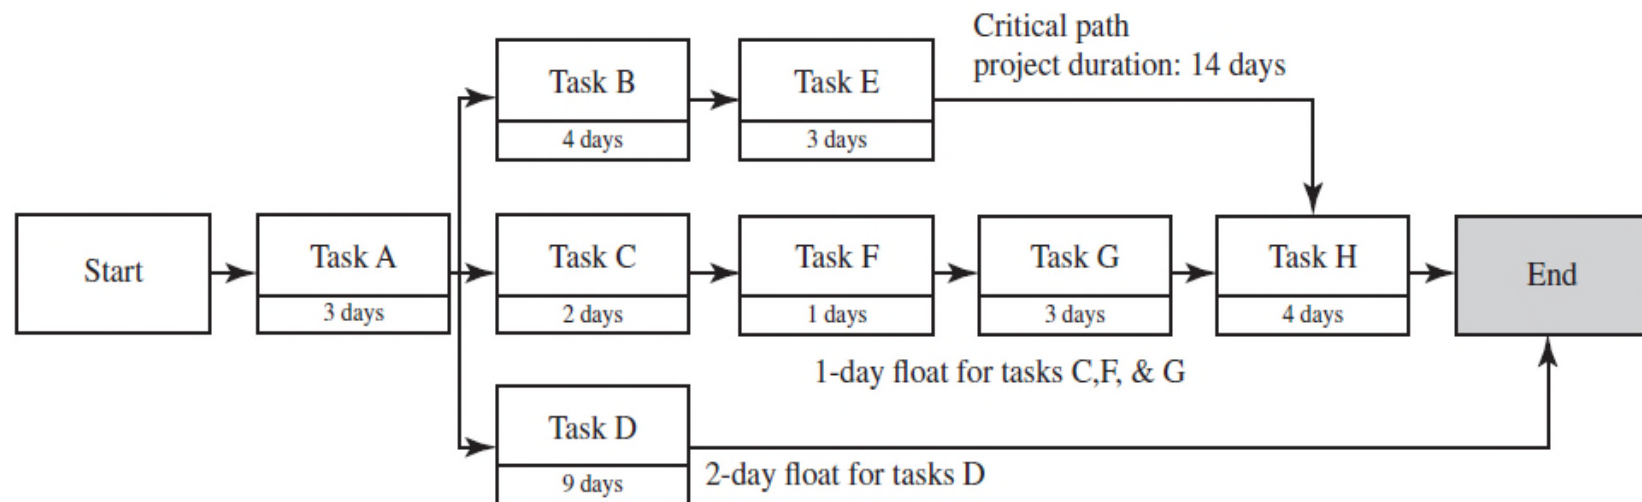 Critical path
project duration: 14 days
Task B
4 days
Task E
3 days
Start
Task A
3 days
Task C
2 days
Task F
1 days
Task G
3 days
Task H
4 days
End
1-day float for tasks C,F, & G
Task D
9 days
2-day float for tasks D